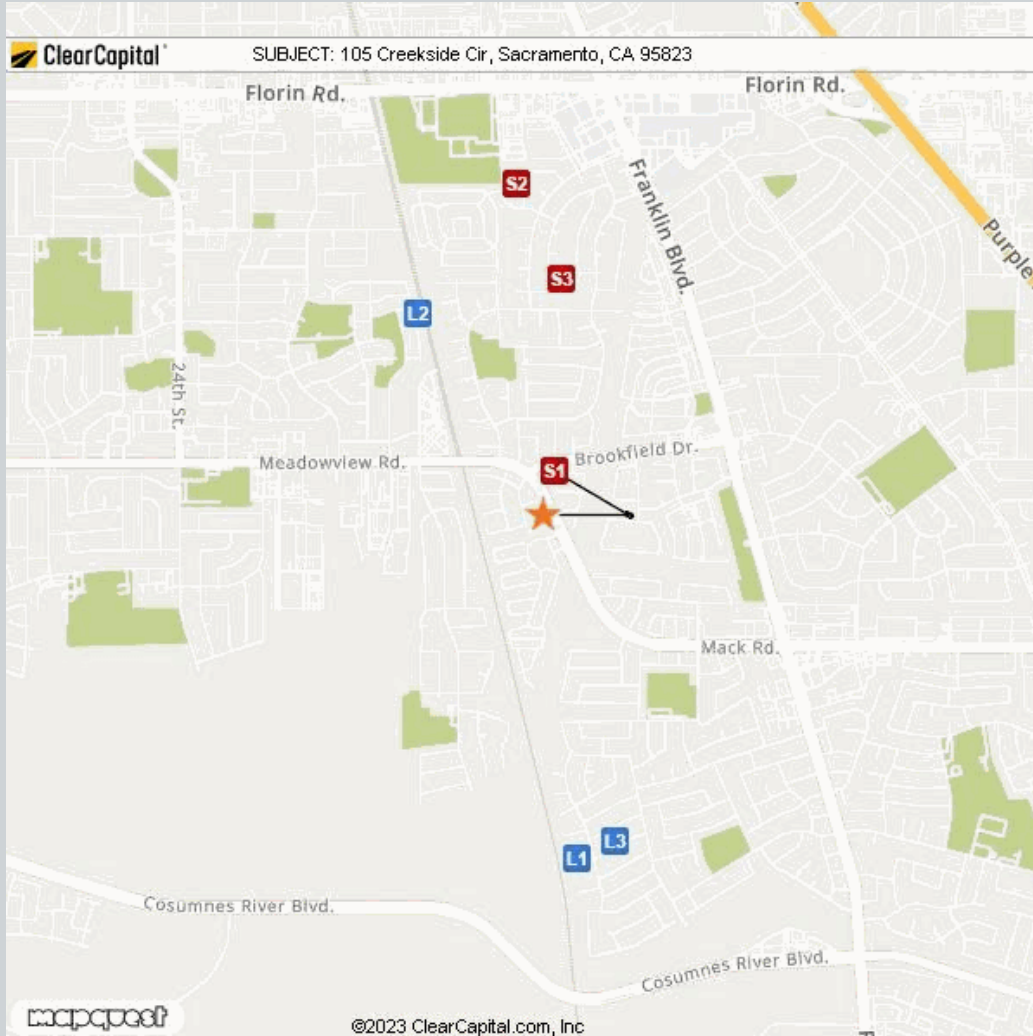 ClearCapital
SUBJECT: 105 Creekside Cir, Sacramento, CA 95823
Florin Rd.
Florin Rd.
Franklin Blvd.
S2
Purple
S3
L2
24th St.
Meadowview Rd.
S1
Brookfield Dr.
Mack Rd.
L3
L1
Cosumnes River Blvd.
Cosumnes River Blvd.
mapquest
©2023 ClearCapital.com, Inc